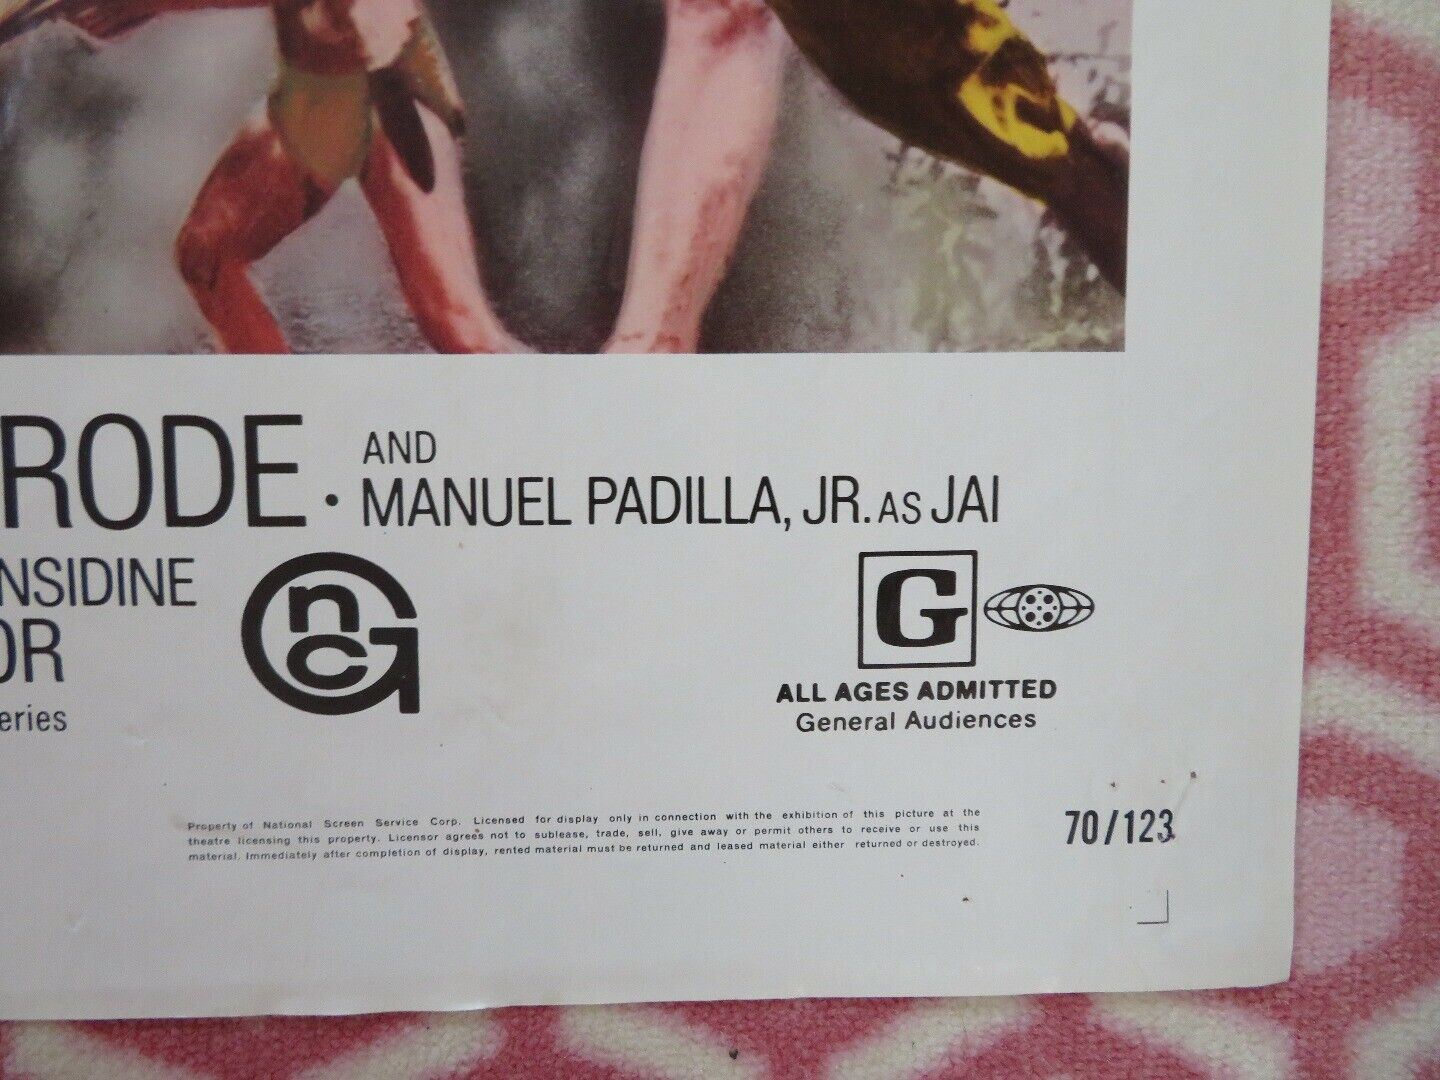 RODE · AND
MANUEL PADILLA, JR. AS JAI
NSIDINE
OR
eries
nGc
G
ALL AGES ADMITTED
General Audiences
Property of National Screen Service Corp. Licensed for display only in connection with the exhibition of this picture at the
theatre licensing this property. Licensor agrees not to sublease, trade, sell, give away or permit others to receive or use this
material. Immediately after completion of display, rented material must be returned and leased material either returned or destroyed.
70/123